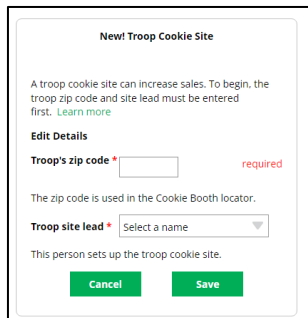 New! Troop Cookie Site
A troop cookie site can increase sales. To begin, the
troop zip code and site lead must be entered
first. Learn more
Edit Details
Troop's zip code * required
The zip code is used in the Cookie Booth locator.
Troop site lead * Select a name
This person sets up the troop cookie site.
Cancel Save